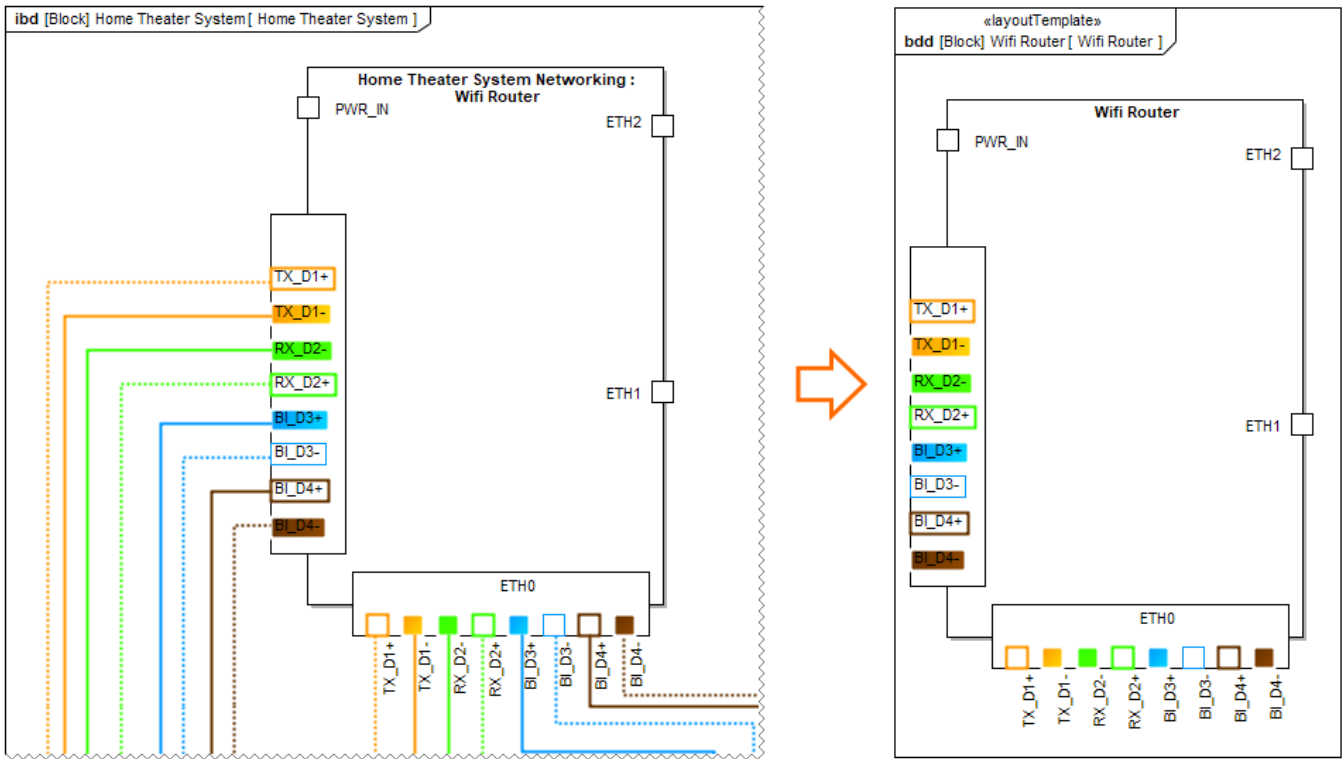 ibd [Block] Home Theater System [ Home Theater System ]
Home Theater System Networking :
Wifi Router
PWR_IN
ETH2
TX_D1+
TX_D1-
RX_D2-
RX_D2+
ETH1
BI_D3+
BI_D3-
BI_D4+
BI_D4-
ETH0
TX_D1+
TX_D1-
RX_D2-
RX_D2+
BI_D3+
BI_D3-
BI_D4+
BI_D4-
«layoutTemplate»
bdd [Block] Wifi Router [ Wifi Router ]
Wifi Router
PWR_IN
ETH2
TX_D1+
TX_D1-
RX_D2-
RX_D2+
ETH1
BI_D3+
BI_D3-
BI_D4+
BI_D4-
ETH0
TX_D1+
TX_D1-
RX_D2-
RX_D2+
BI_D3+
BI_D3-
BI_D4+
BI_D4-